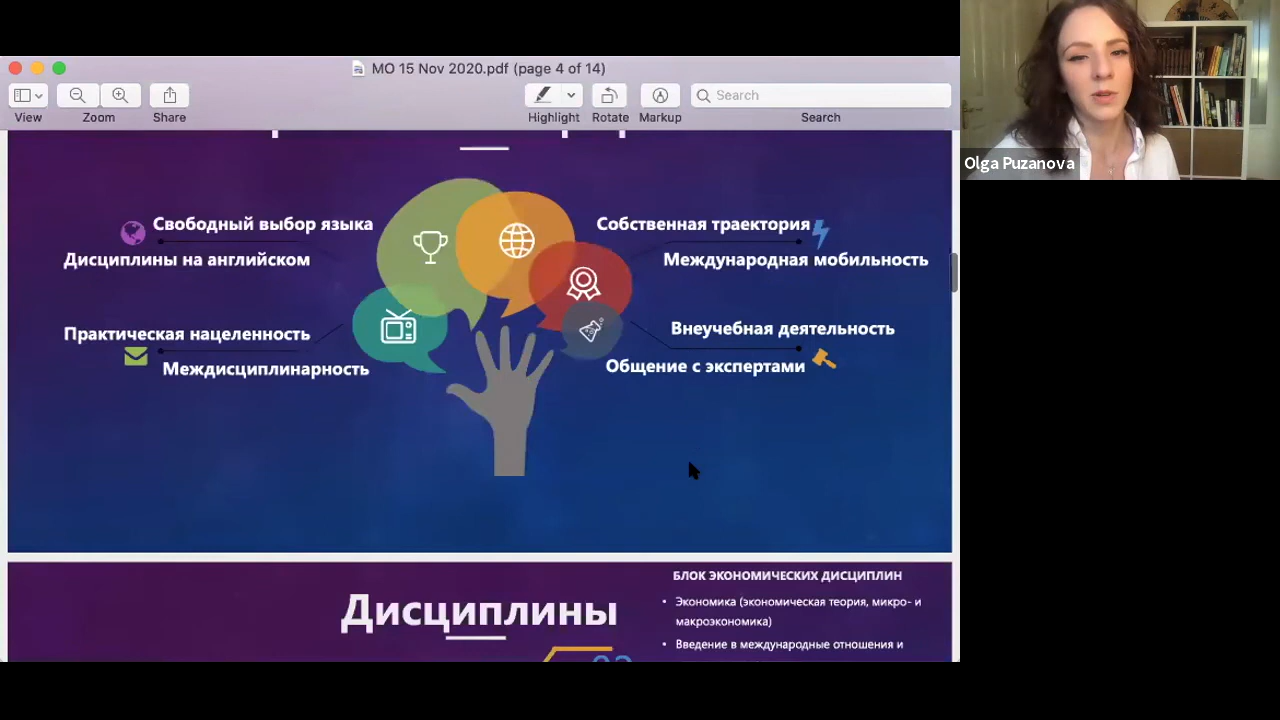 MO 15 Nov 2020.pdf (page 4 of 14)
View
Zoom
Share
Highlight
Rotate
Markup
Search
Search
Olga Puzanova
Свободный выбор языка
Дисциплины на английском
Собственная траектория
Международная мобильность
Практическая нацеленность
Междисциплинарность
Внеучебная деятельность
Общение с экспертами
Дисциплины
БЛОК ЭКОНОМИЧЕСКИХ ДИСЦИПЛИН
• Экономика (экономическая теория, микро- и
макроэкономика)
• Введение в международные отношения и